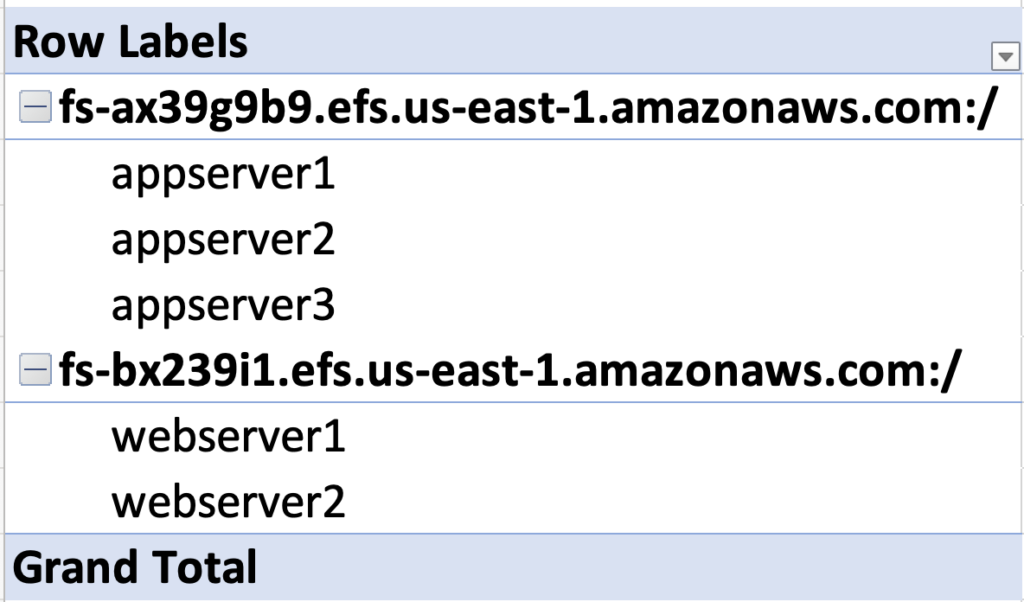 Row Labels
fs-ax39g9b9.efs.us-east-1.amazonaws.com:/
appserver1
appserver2
appserver3
fs-bx239i1.efs.us-east-1.amazonaws.com:/
webserver1
webserver2
Grand Total